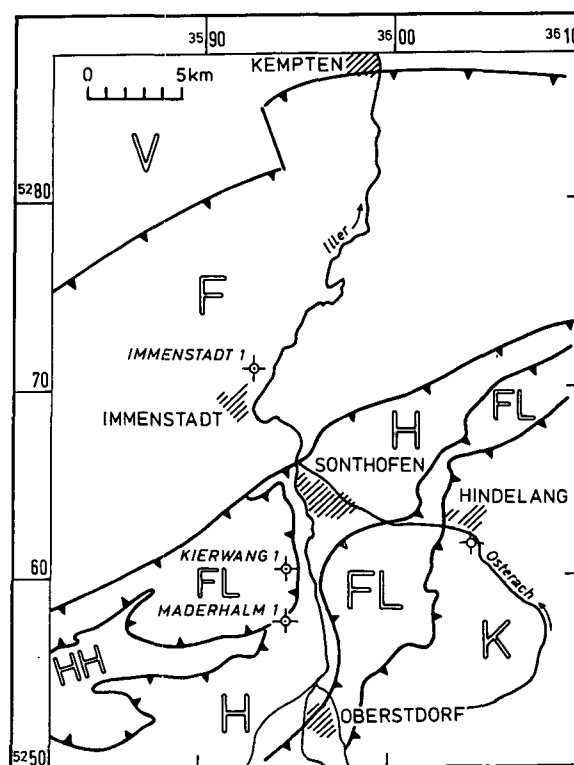 35 90
36 00
36 10
0 5km
KEMPTEN
V
52 80
Iller
F
IMMENSTADT 1
70
IMMENSTADT
FL
H
SONTHOFEN
HINDELANG
KIERWANG 1
60
FL
FL
Osterach
MADERHALM 1
K
HH
H
OBERSTDORF
52 50